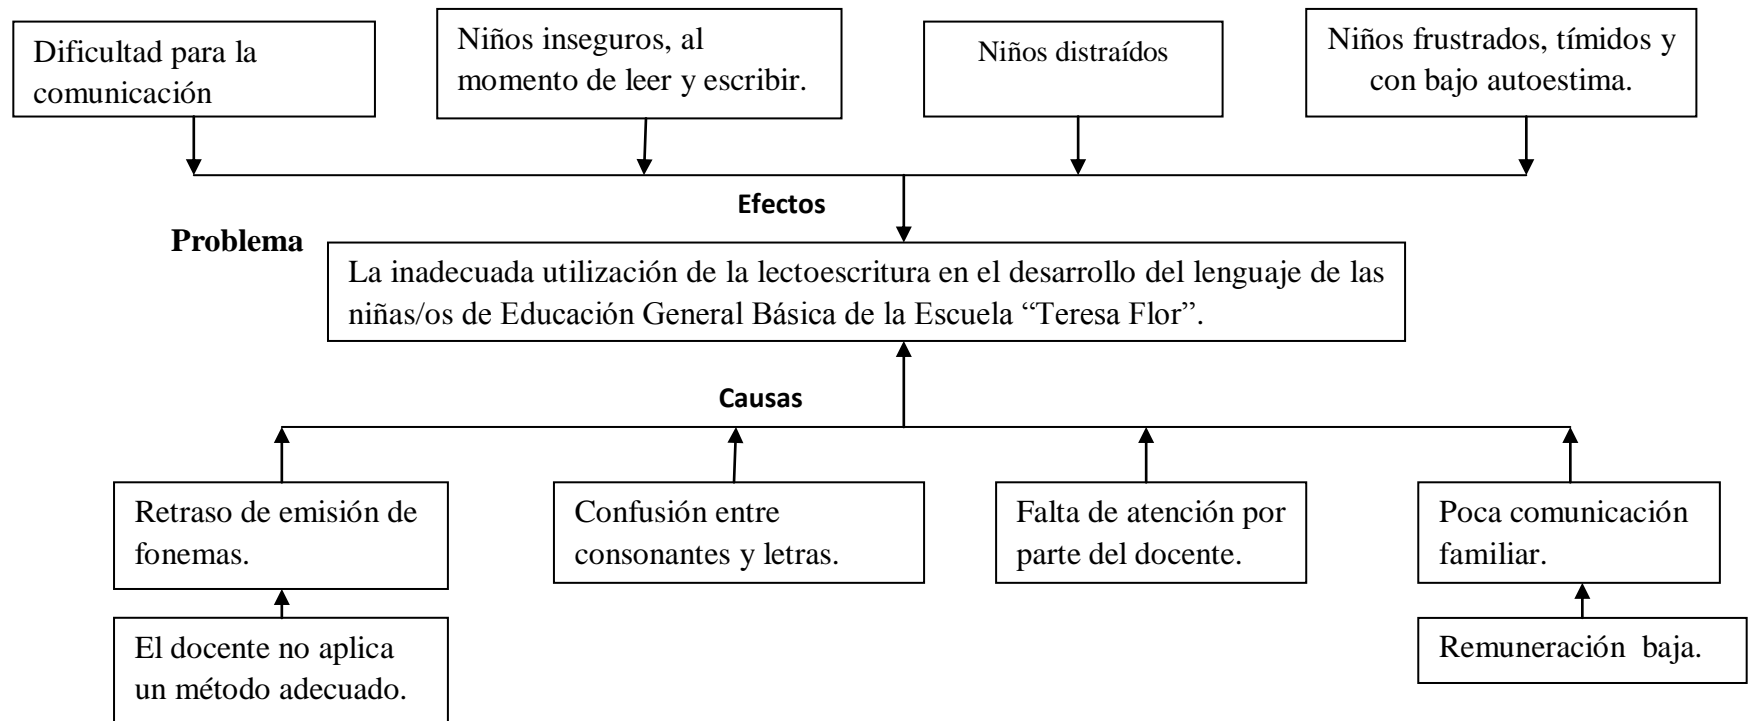 Dificultad para la
comunicación
Niños inseguros, al
momento de leer y escribir.
Niños distraídos
Niños frustrados, tímidos y
con bajo autoestima.
Efectos
Problema
La inadecuada utilización de la lectoescritura en el desarrollo del lenguaje de las
niñas/os de Educación General Básica de la Escuela “Teresa Flor”.
Causas
Retraso de emisión de
fonemas.
Confusión entre
consonantes y letras.
Falta de atención por
parte del docente.
Poca comunicación
familiar.
El docente no aplica
un método adecuado.
Remuneración  baja.